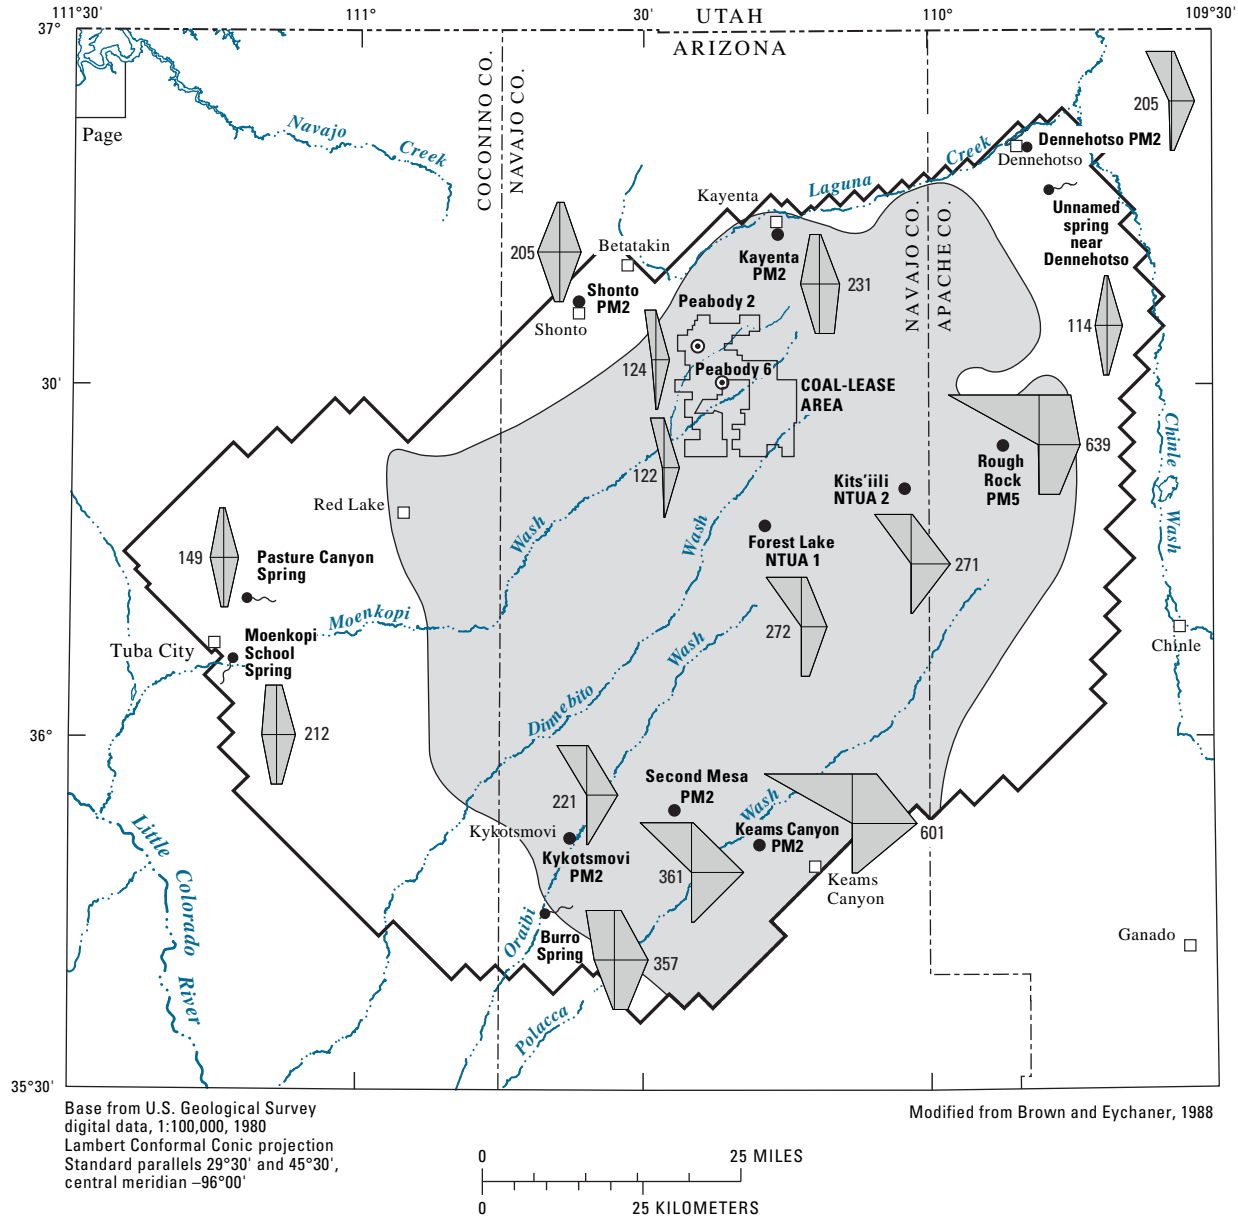 111°30'
111°
30'
110°
109°30'
37°
UTAH
ARIZONA
COCONINO CO.
NAVAJO CO.
Page
Navajo
Creek
205
Dennehotso PM2
Dennehotso
Creek
Laguna
Kayenta
Unnamed
spring
near
Dennehotso
NAVAJO CO.
APACHE CO.
205
Betatakin
Kayenta
PM2
231
Shonto
PM2
Shonto
Peabody 2
114
124
Peabody 6
30'
COAL-LEASE
AREA
Chinle
Wash
639
Rough
Rock
PM5
122
Kits'iili
NTUA 2
Red Lake
Wash
Wash
Forest Lake
NTUA 1
149
Pasture Canyon
Spring
271
Moenkopi
Moenkopi
School
Spring
Tuba City
272
Wash
Chinle
212
Dinnebito
36°
Second Mesa
PM2
221
Wash
Little
Colorado
River
Kykotsmovi
Kykotsmovi
PM2
Keams Canyon
PM2
601
361
Keams
Canyon
Oraibi
Burro
Spring
357
Ganado
Polacca
35°30'
Base from U.S. Geological Survey
digital data, 1:100,000, 1980
Lambert Conformal Conic projection
Standard parallels 29°30' and 45°30',
central meridian –96°00'
Modified from Brown and Eychaner, 1988
0
25 MILES
0
25 KILOMETERS